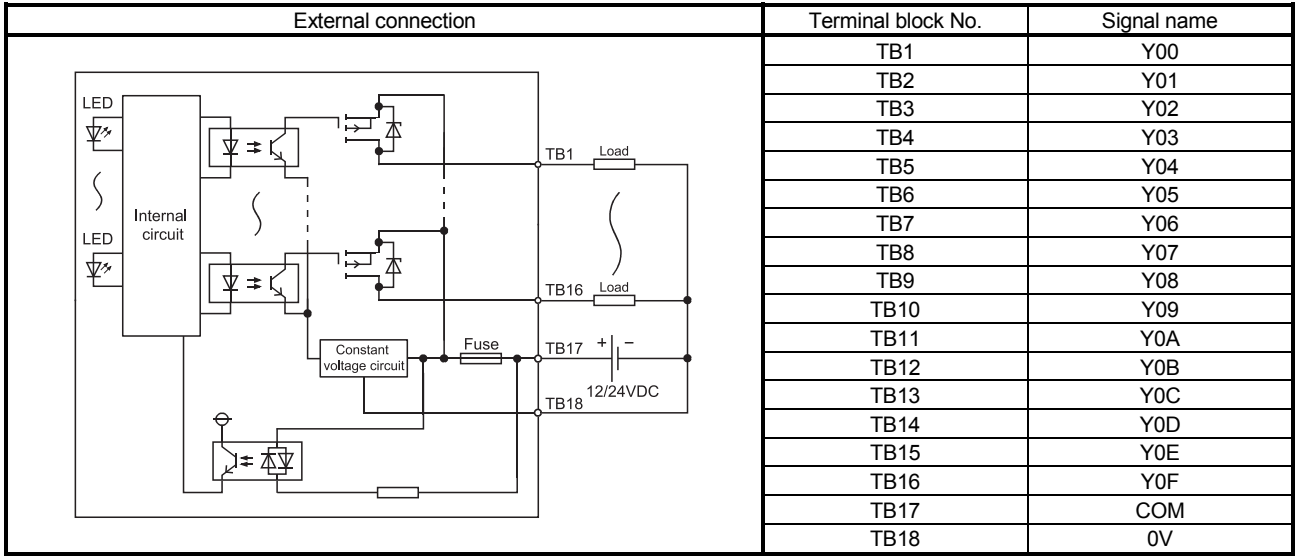 External connection
Terminal block No.
Signal name
LED
LED
Internal
circuit
Constant
voltage circuit
Fuse
TB1
Load
TB16
Load
TB17
+
−
12/24VDC
TB18
TB1 Y00
TB2 Y01
TB3 Y02
TB4 Y03
TB5 Y04
TB6 Y05
TB7 Y06
TB8 Y07
TB9 Y08
TB10 Y09
TB11 Y0A
TB12 Y0B
TB13 Y0C
TB14 Y0D
TB15 Y0E
TB16 Y0F
TB17 COM
TB18 0V